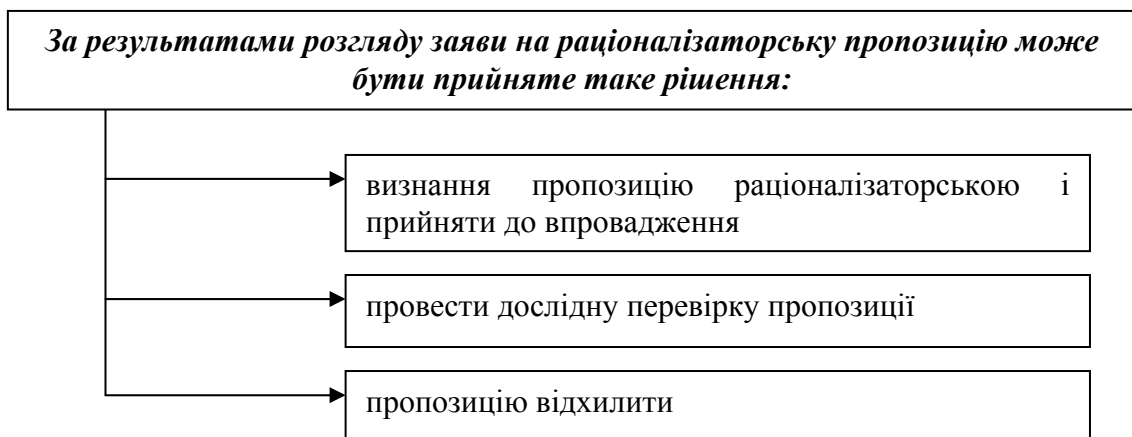 За результатами розгляду заяви на раціоналізаторську пропозицію може
бути прийняте таке рішення:
визнання пропозицію раціоналізаторською і
прийняти до впровадження
провести дослідну перевірку пропозиції
пропозицію відхилити